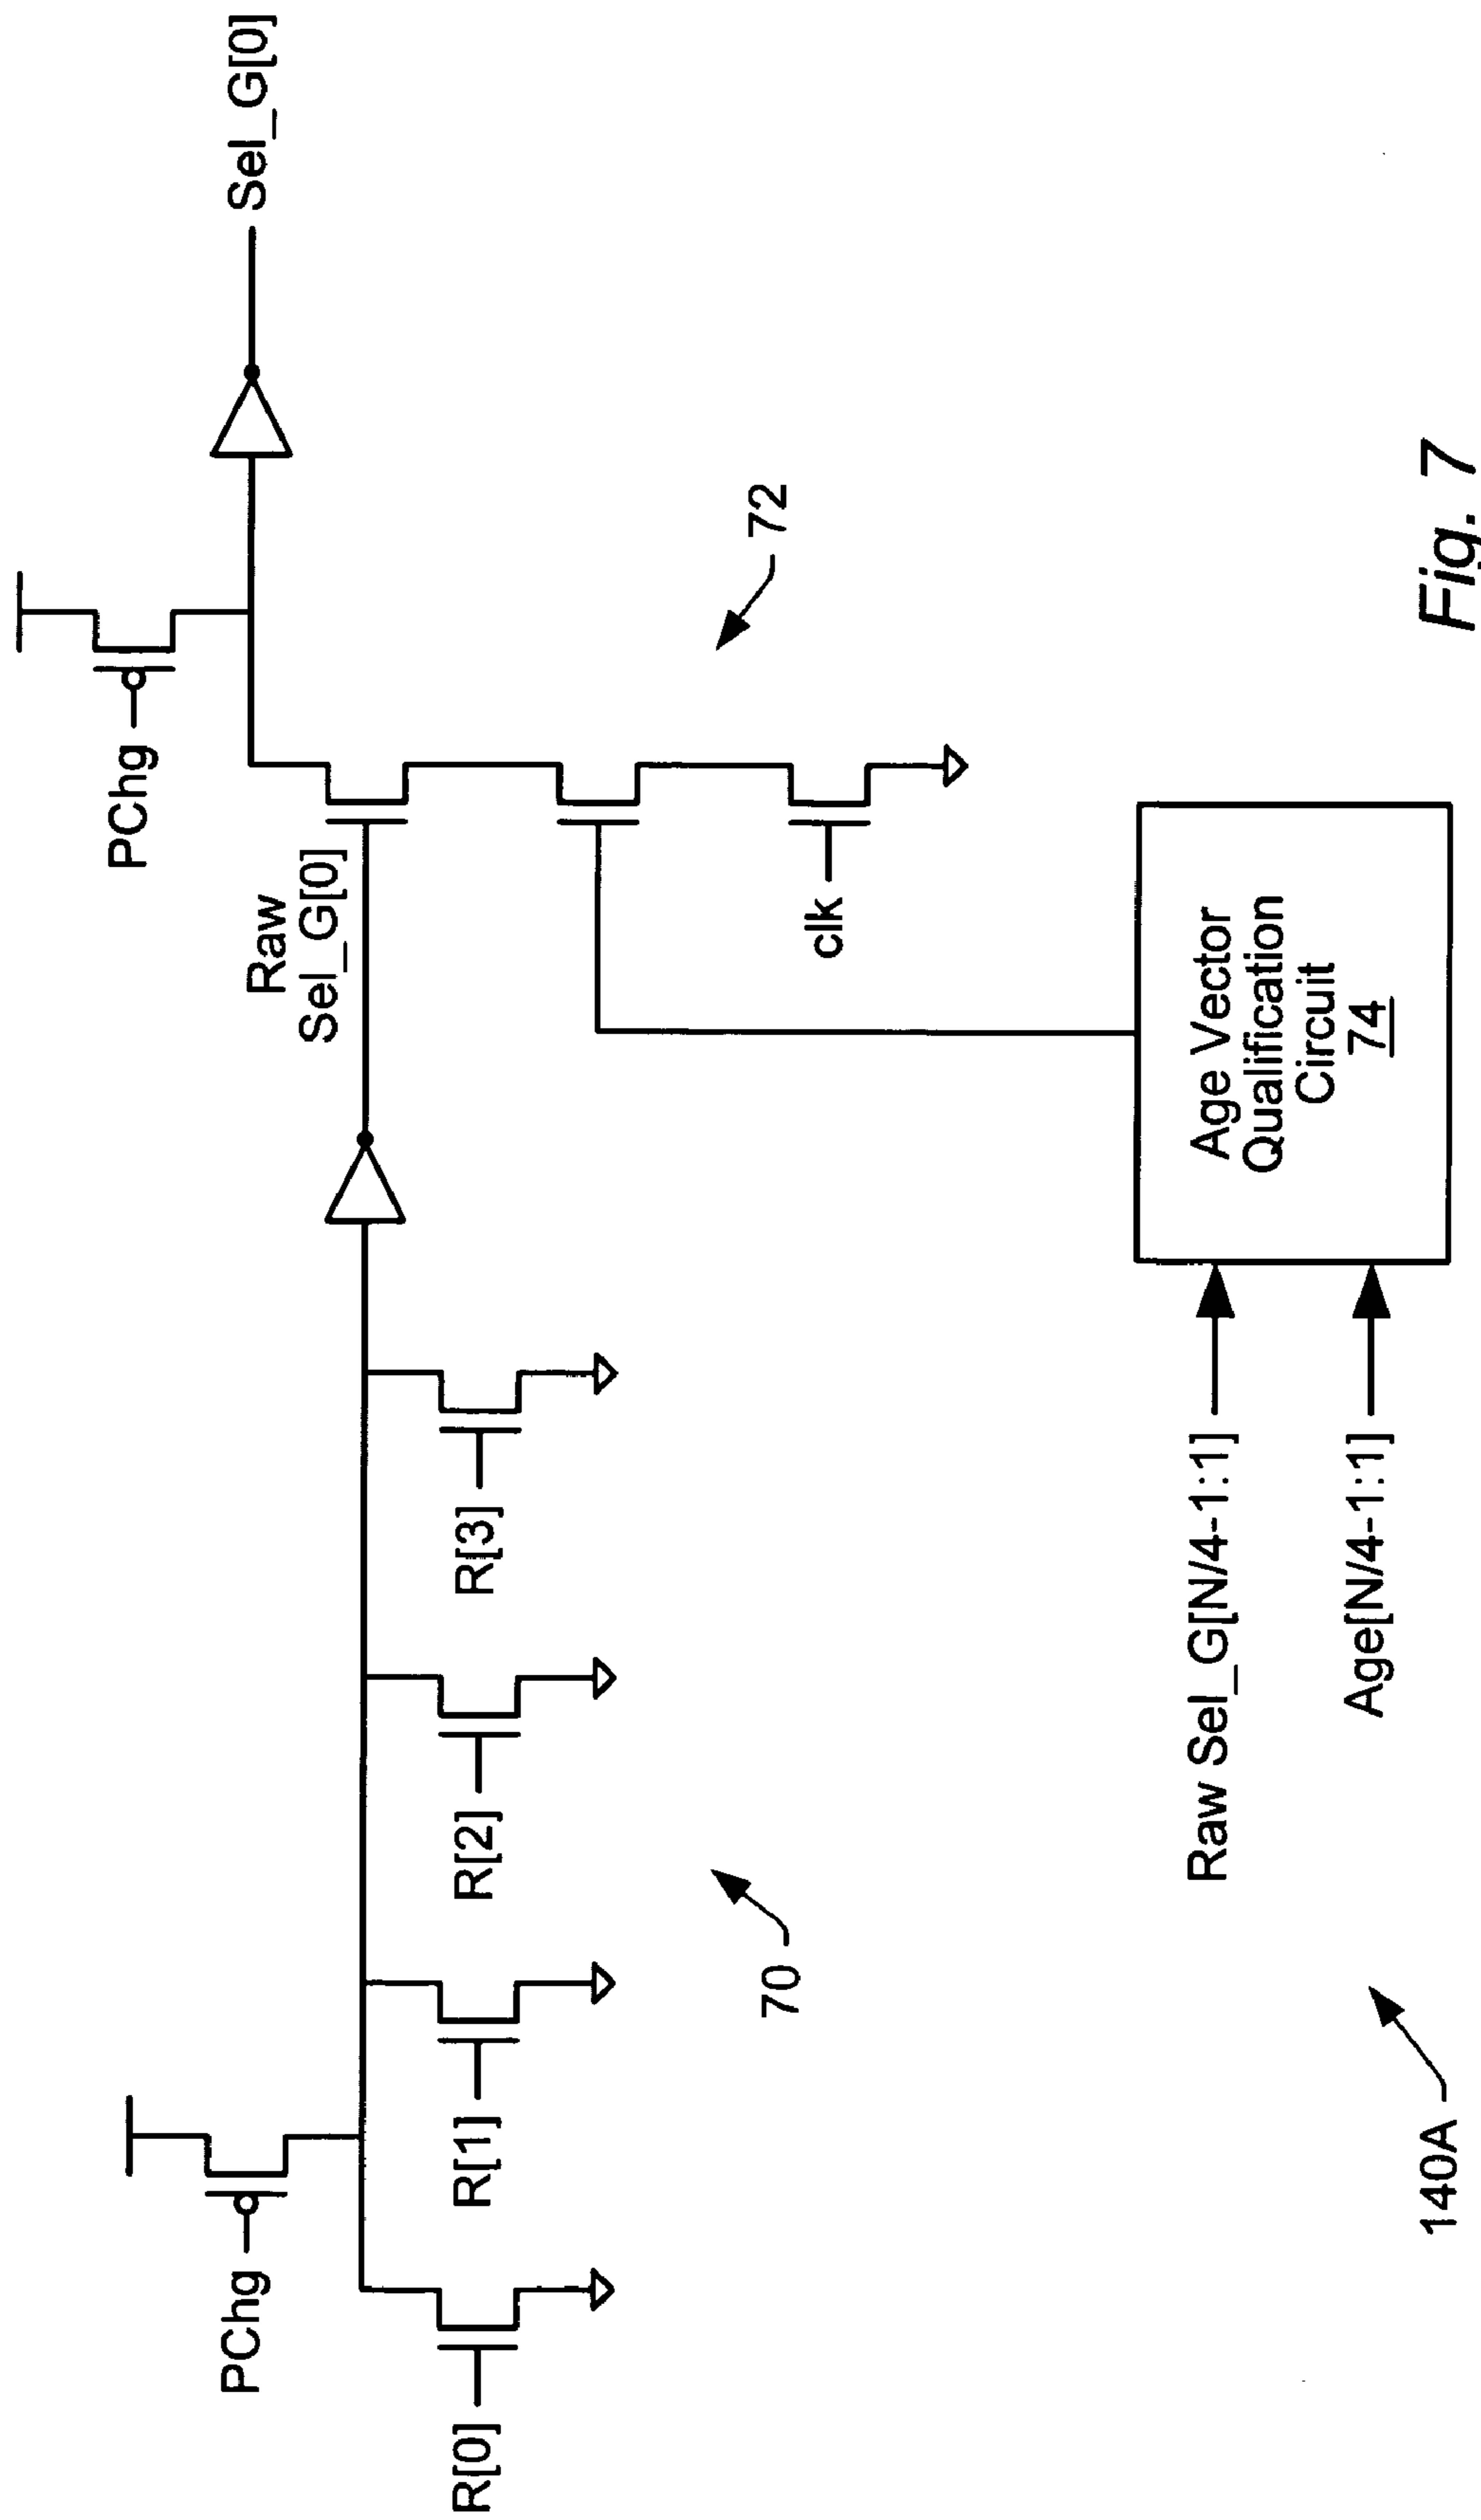 PChg
Sel_G[0]
PChg
Raw
Sel_G[0]
R[0]
R[1]
R[2]
R[3]
clk
70
72
Raw Sel_G[N/4-1:1]
Age[N/4-1:1]
Age Vector
Qualification
Circuit
74
140A
Fig. 7